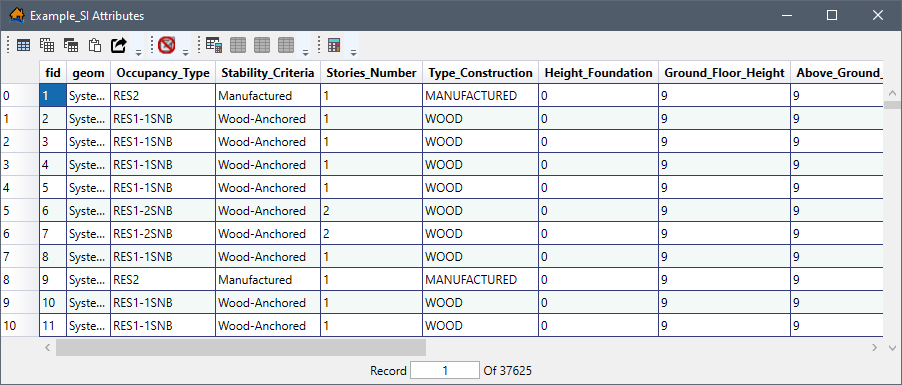 Example_SI Attributes
fid geom Occupancy_Type Stability_Criteria Stories_Number Type_Construction Height_Foundation Ground_Floor_Height Above_Ground_
0 1 Syste... RES2 Manufactured 1 MANUFACTURED 0 9 9
1 2 Syste... RES1-1SNB Wood-Anchored 1 WOOD 0 9 9
2 3 Syste... RES1-1SNB Wood-Anchored 1 WOOD 0 9 9
3 4 Syste... RES1-1SNB Wood-Anchored 1 WOOD 0 9 9
4 5 Syste... RES1-1SNB Wood-Anchored 1 WOOD 0 9 9
5 6 Syste... RES1-2SNB Wood-Anchored 2 WOOD 0 9 9
6 7 Syste... RES1-2SNB Wood-Anchored 2 WOOD 0 9 9
7 8 Syste... RES1-1SNB Wood-Anchored 1 WOOD 0 9 9
8 9 Syste... RES2 Manufactured 1 MANUFACTURED 0 9 9
9 10 Syste... RES1-1SNB Wood-Anchored 1 WOOD 0 9 9
10 11 Syste... RES1-1SNB Wood-Anchored 1 WOOD 0 9 9
Record 1 Of 37625